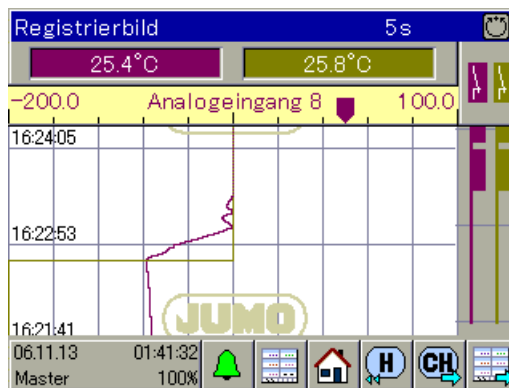 Registrierbild 5s
25.4°C 25.8°C
-200.0 Analogeingang 8 100.0
16:24:05
16:22:53
JUMO
16:21:41
06.11.13 01:41:32
Master 100%
H
CH